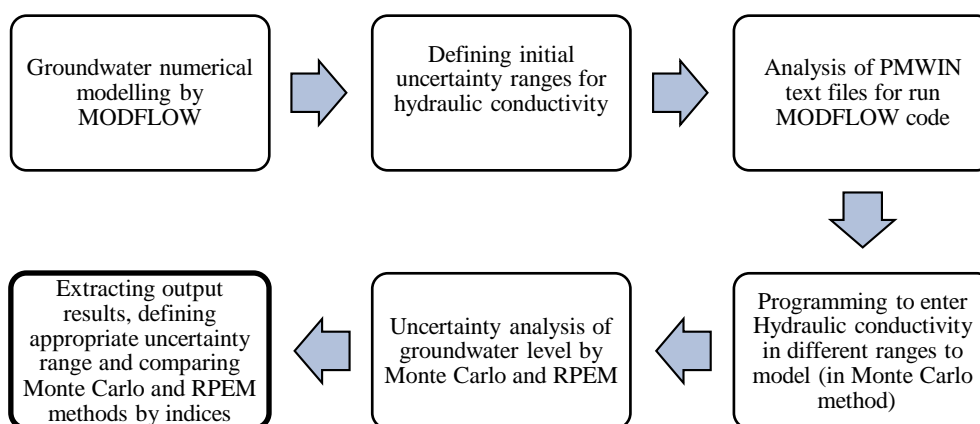 Groundwater numerical
modelling by
MODFLOW
Defining initial
uncertainty ranges for
hydraulic conductivity
Analysis of PMWIN
text files for run
MODFLOW code
Programming to enter
Hydraulic conductivity
in different ranges to
model (in Monte Carlo
method)
Uncertainty analysis of
groundwater level by
Monte Carlo and RPEM
Extracting output
results, defining
appropriate uncertainty
range and comparing
Monte Carlo and RPEM
methods by indices